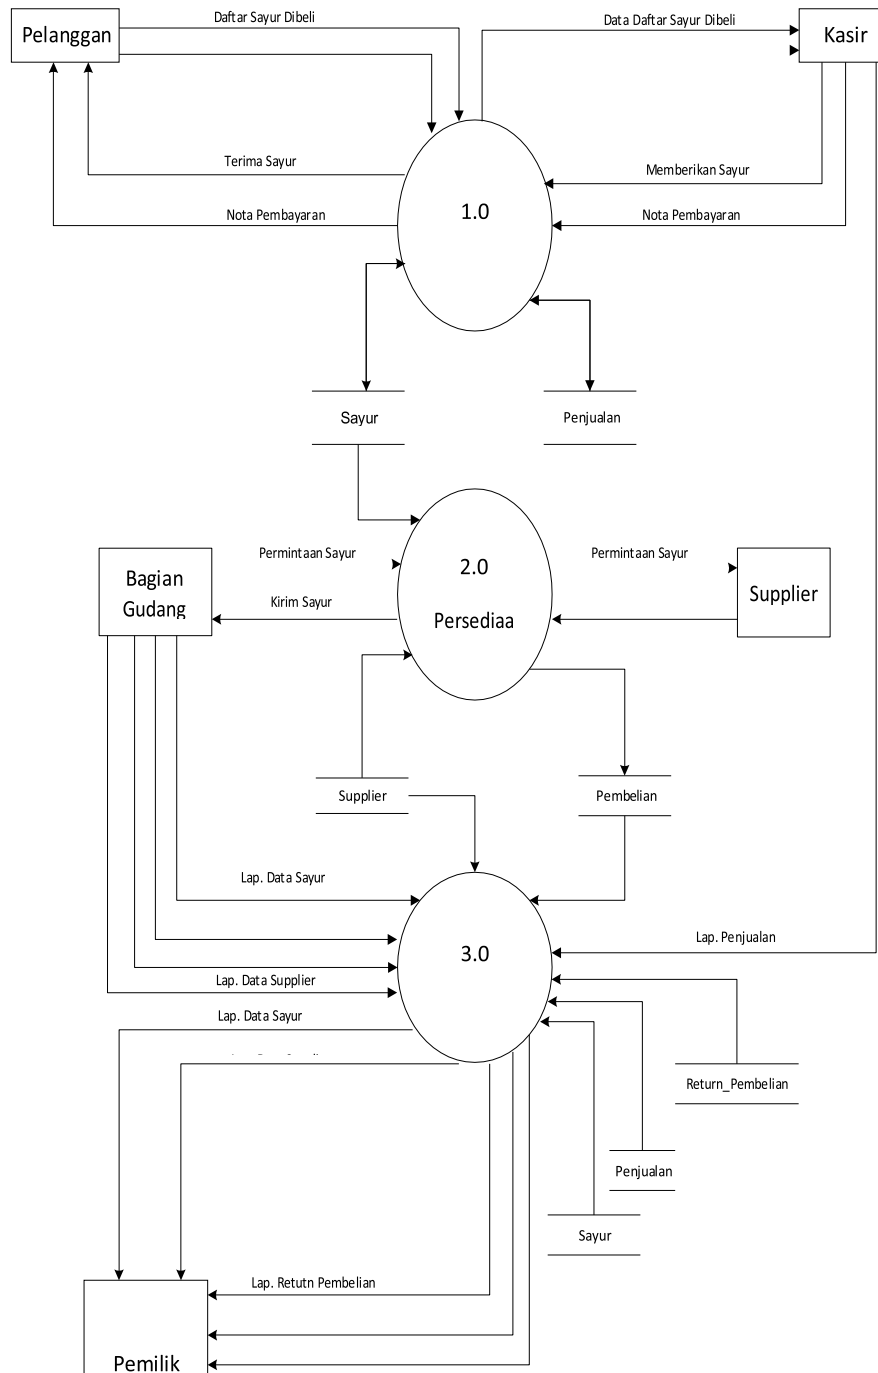 Daftar Sayur Dibeli
Data Daftar Sayur Dibeli
Pelanggan
Kasir
Terima Sayur
Memberikan Sayur
Nota Pembayaran
1.0
Nota Pembayaran
Sayur
Penjualan
Permintaan Sayur
2.0
Permintaan Sayur
Bagian
Gudang
Kirim Sayur
Persediaa
Supplier
Supplier
Pembelian
Lap. Data Sayur
3.0
Lap. Penjualan
Lap. Data Supplier
Lap. Data Sayur
Return_Pembelian
Penjualan
Sayur
Lap. Retutn Pembelian
Pemilik